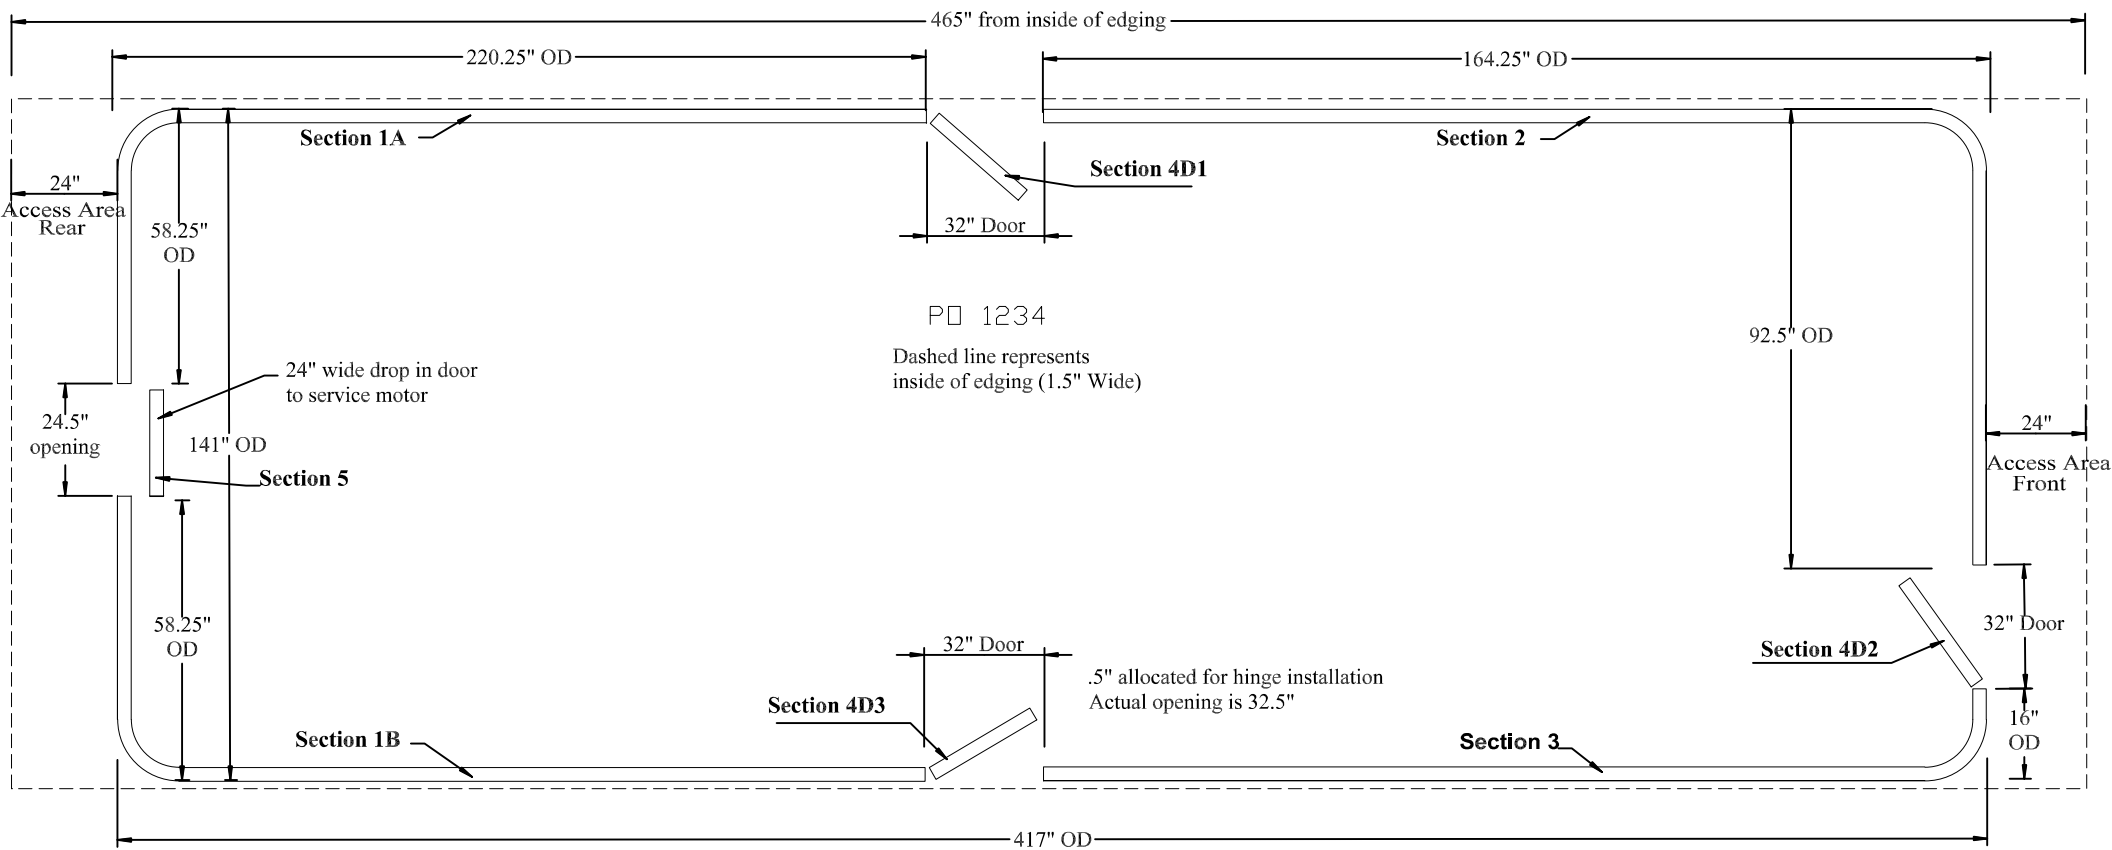 465" from inside of edging
220.25" OD
164.25" OD
Section 1A
Section 2
Section 4D1
24"
Access Area
Rear
58.25"
OD
32" Door
PO 1234
92.5" OD
Dashed line represents
inside of edging (1.5" Wide)
24" wide drop in door
to service motor
24.5"
opening
141" OD
Section 5
24"
Access Area
Front
58.25"
OD
32" Door
32" Door
Section 4D2
.5" allocated for hinge installation
Actual opening is 32.5"
Section 4D3
16"
OD
Section 1B
Section 3
417" OD